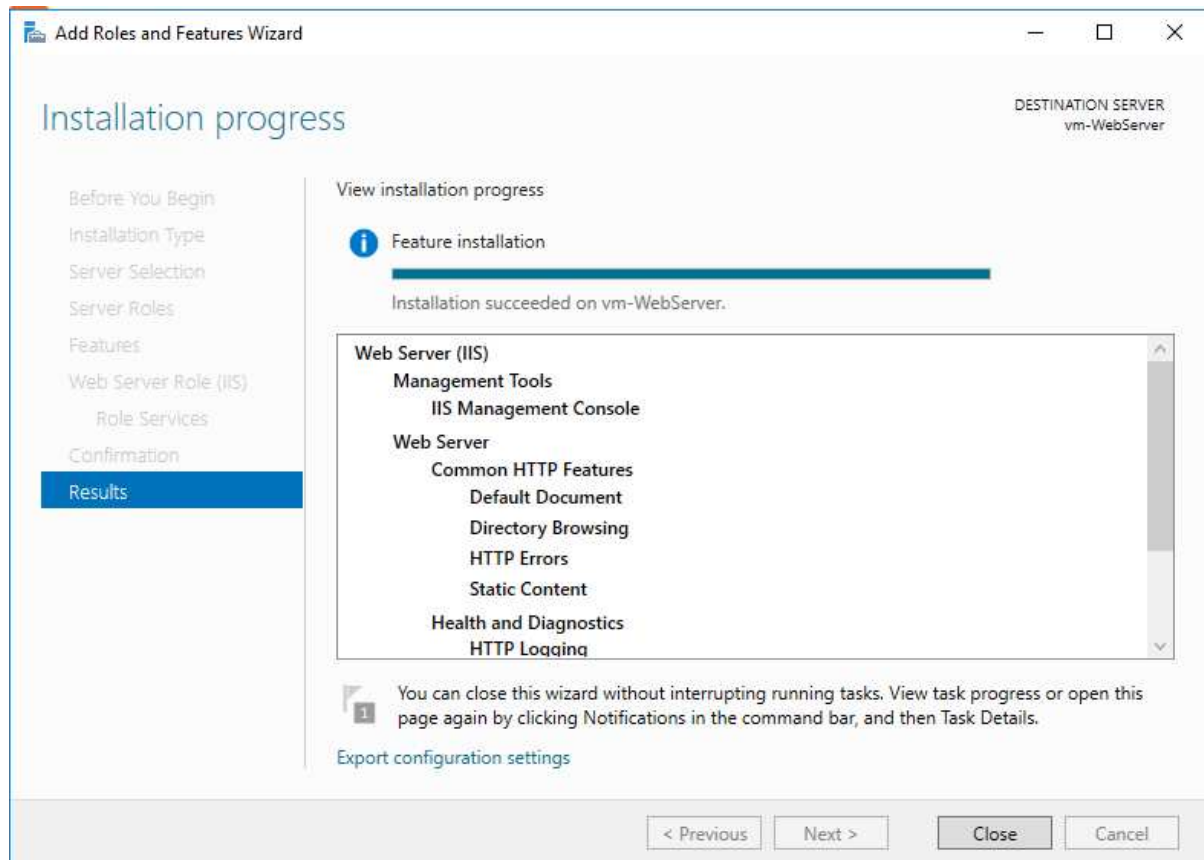 Add Roles and Features Wizard
Installation progress
DESTINATION SERVER
vm-WebServer
Before You Begin
Installation Type
Server Selection
Server Roles
Features
Web Server Role (IIS)
Role Services
Confirmation
Results
View installation progress
Feature installation
Installation succeeded on vm-WebServer.
Web Server (IIS)
Management Tools
IIS Management Console
Web Server
Common HTTP Features
Default Document
Directory Browsing
HTTP Errors
Static Content
Health and Diagnostics
HTTP Logging
1
You can close this wizard without interrupting running tasks. View task progress or open this
page again by clicking Notifications in the command bar, and then Task Details.
Export configuration settings
< Previous
Next >
Close
Cancel